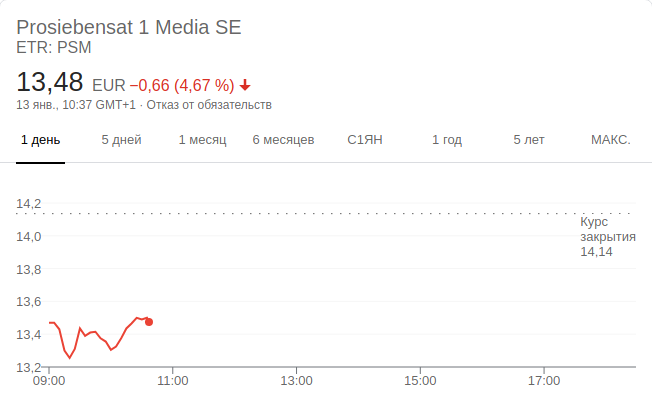 Prosiebensat 1 Media SE
ETR: PSM
13,48 EUR −0,66 (4,67 %)
13 янв., 10:37 GMT+1 · Отказ от обязательств
1 день 5 дней 1 месяц 6 месяцев С1ЯН 1 год 5 лет МАКС.
14,2
Курс
закрытия
14,14
14,0
13,8
13,6
13,4
13,2
09:00 11:00 13:00 15:00 17:00